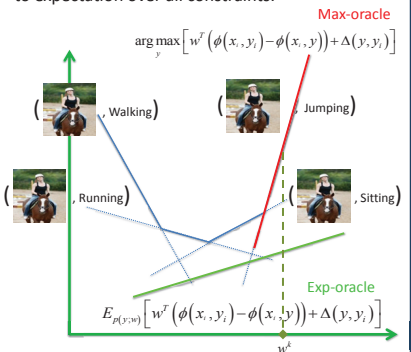 to expectation over all constraints.
Max-oracle
arg max_y [w^T (ϕ(x_i, y_i) − ϕ(x_i, y)) + Δ(y, y_i)]
( , Walking)
( , Jumping)
( , Running)
( , Sitting)
Exp-oracle
E_{p(y;w)} [w^T (ϕ(x_i, y_i) − ϕ(x_i, y)) + Δ(y, y_i)]
w^k